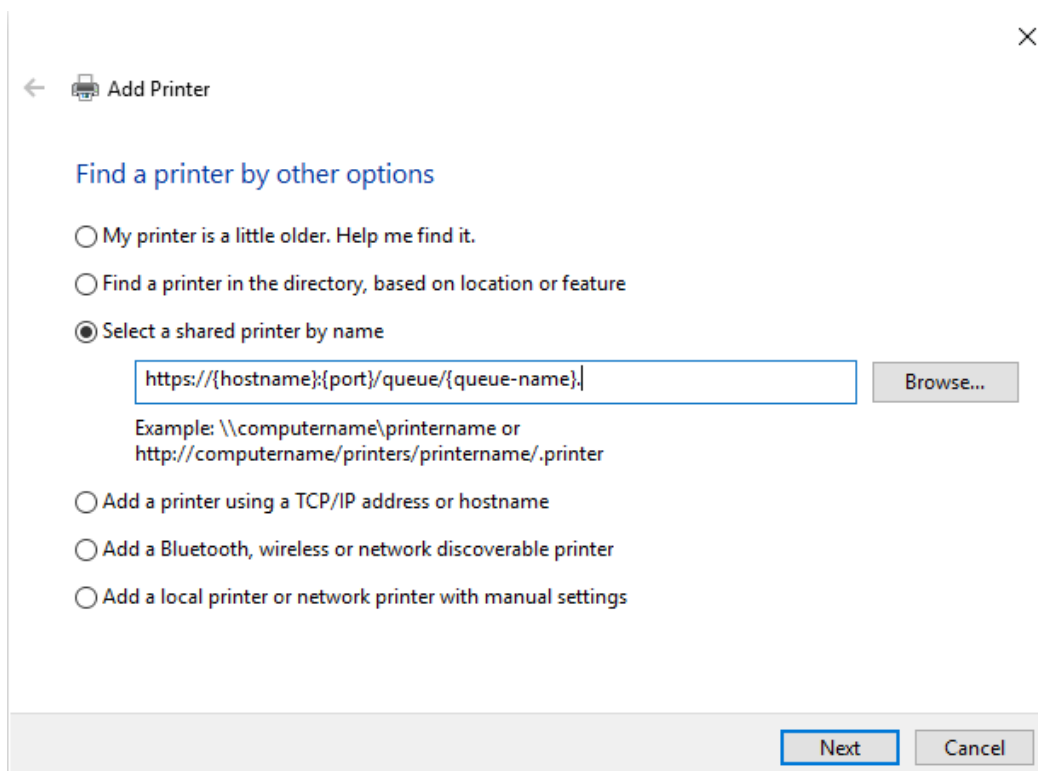 Add Printer
Find a printer by other options
My printer is a little older. Help me find it.
Find a printer in the directory, based on location or feature
Select a shared printer by name
https://{hostname}:{port}/queue/{queue-name}.
Browse...
Example: \\computername\printername or
http://computername/printers/printername/.printer
Add a printer using a TCP/IP address or hostname
Add a Bluetooth, wireless or network discoverable printer
Add a local printer or network printer with manual settings
Next
Cancel